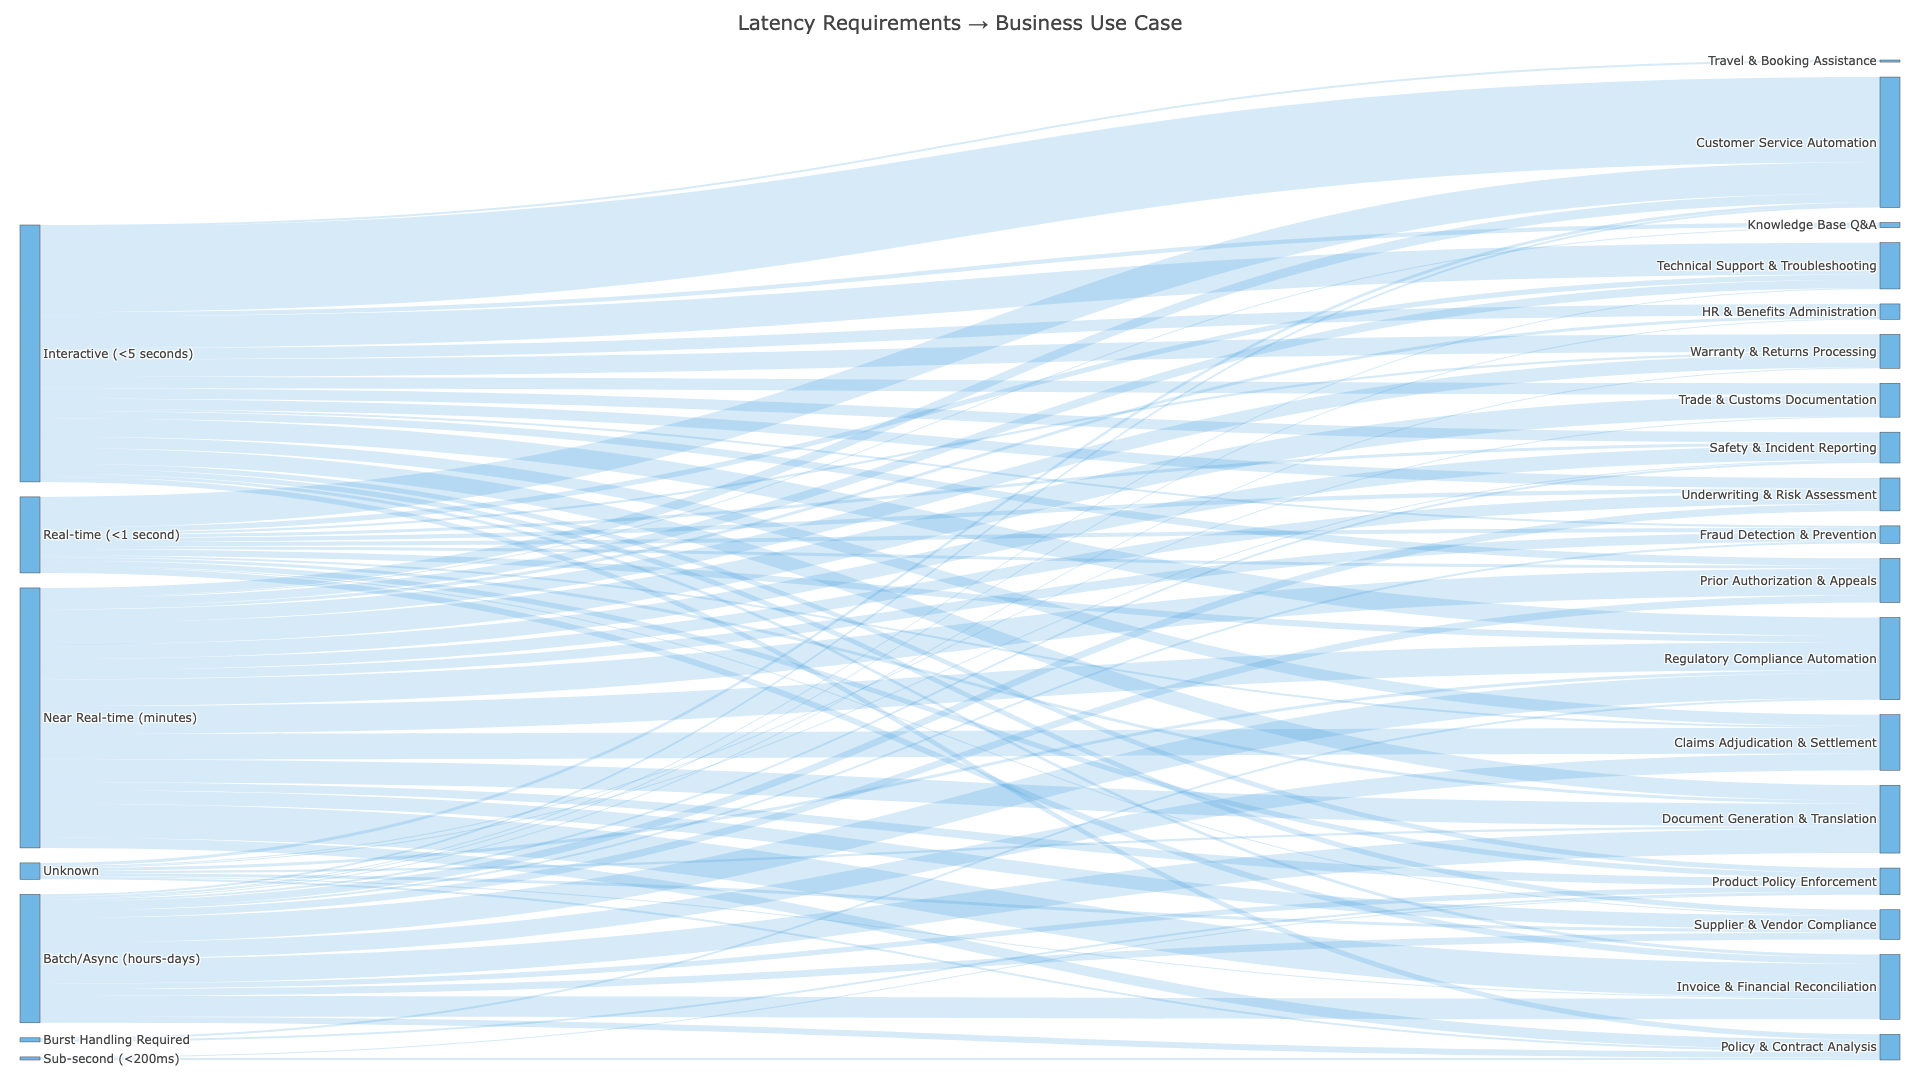 Latency Requirements → Business Use Case
Interactive (<5 seconds)
Real-time (<1 second)
Near Real-time (minutes)
Unknown
Batch/Async (hours-days)
Burst Handling Required
Sub-second (<200ms)
Travel & Booking Assistance
Customer Service Automation
Knowledge Base Q&A
Technical Support & Troubleshooting
HR & Benefits Administration
Warranty & Returns Processing
Trade & Customs Documentation
Safety & Incident Reporting
Underwriting & Risk Assessment
Fraud Detection & Prevention
Prior Authorization & Appeals
Regulatory Compliance Automation
Claims Adjudication & Settlement
Document Generation & Translation
Product Policy Enforcement
Supplier & Vendor Compliance
Invoice & Financial Reconciliation
Policy & Contract Analysis